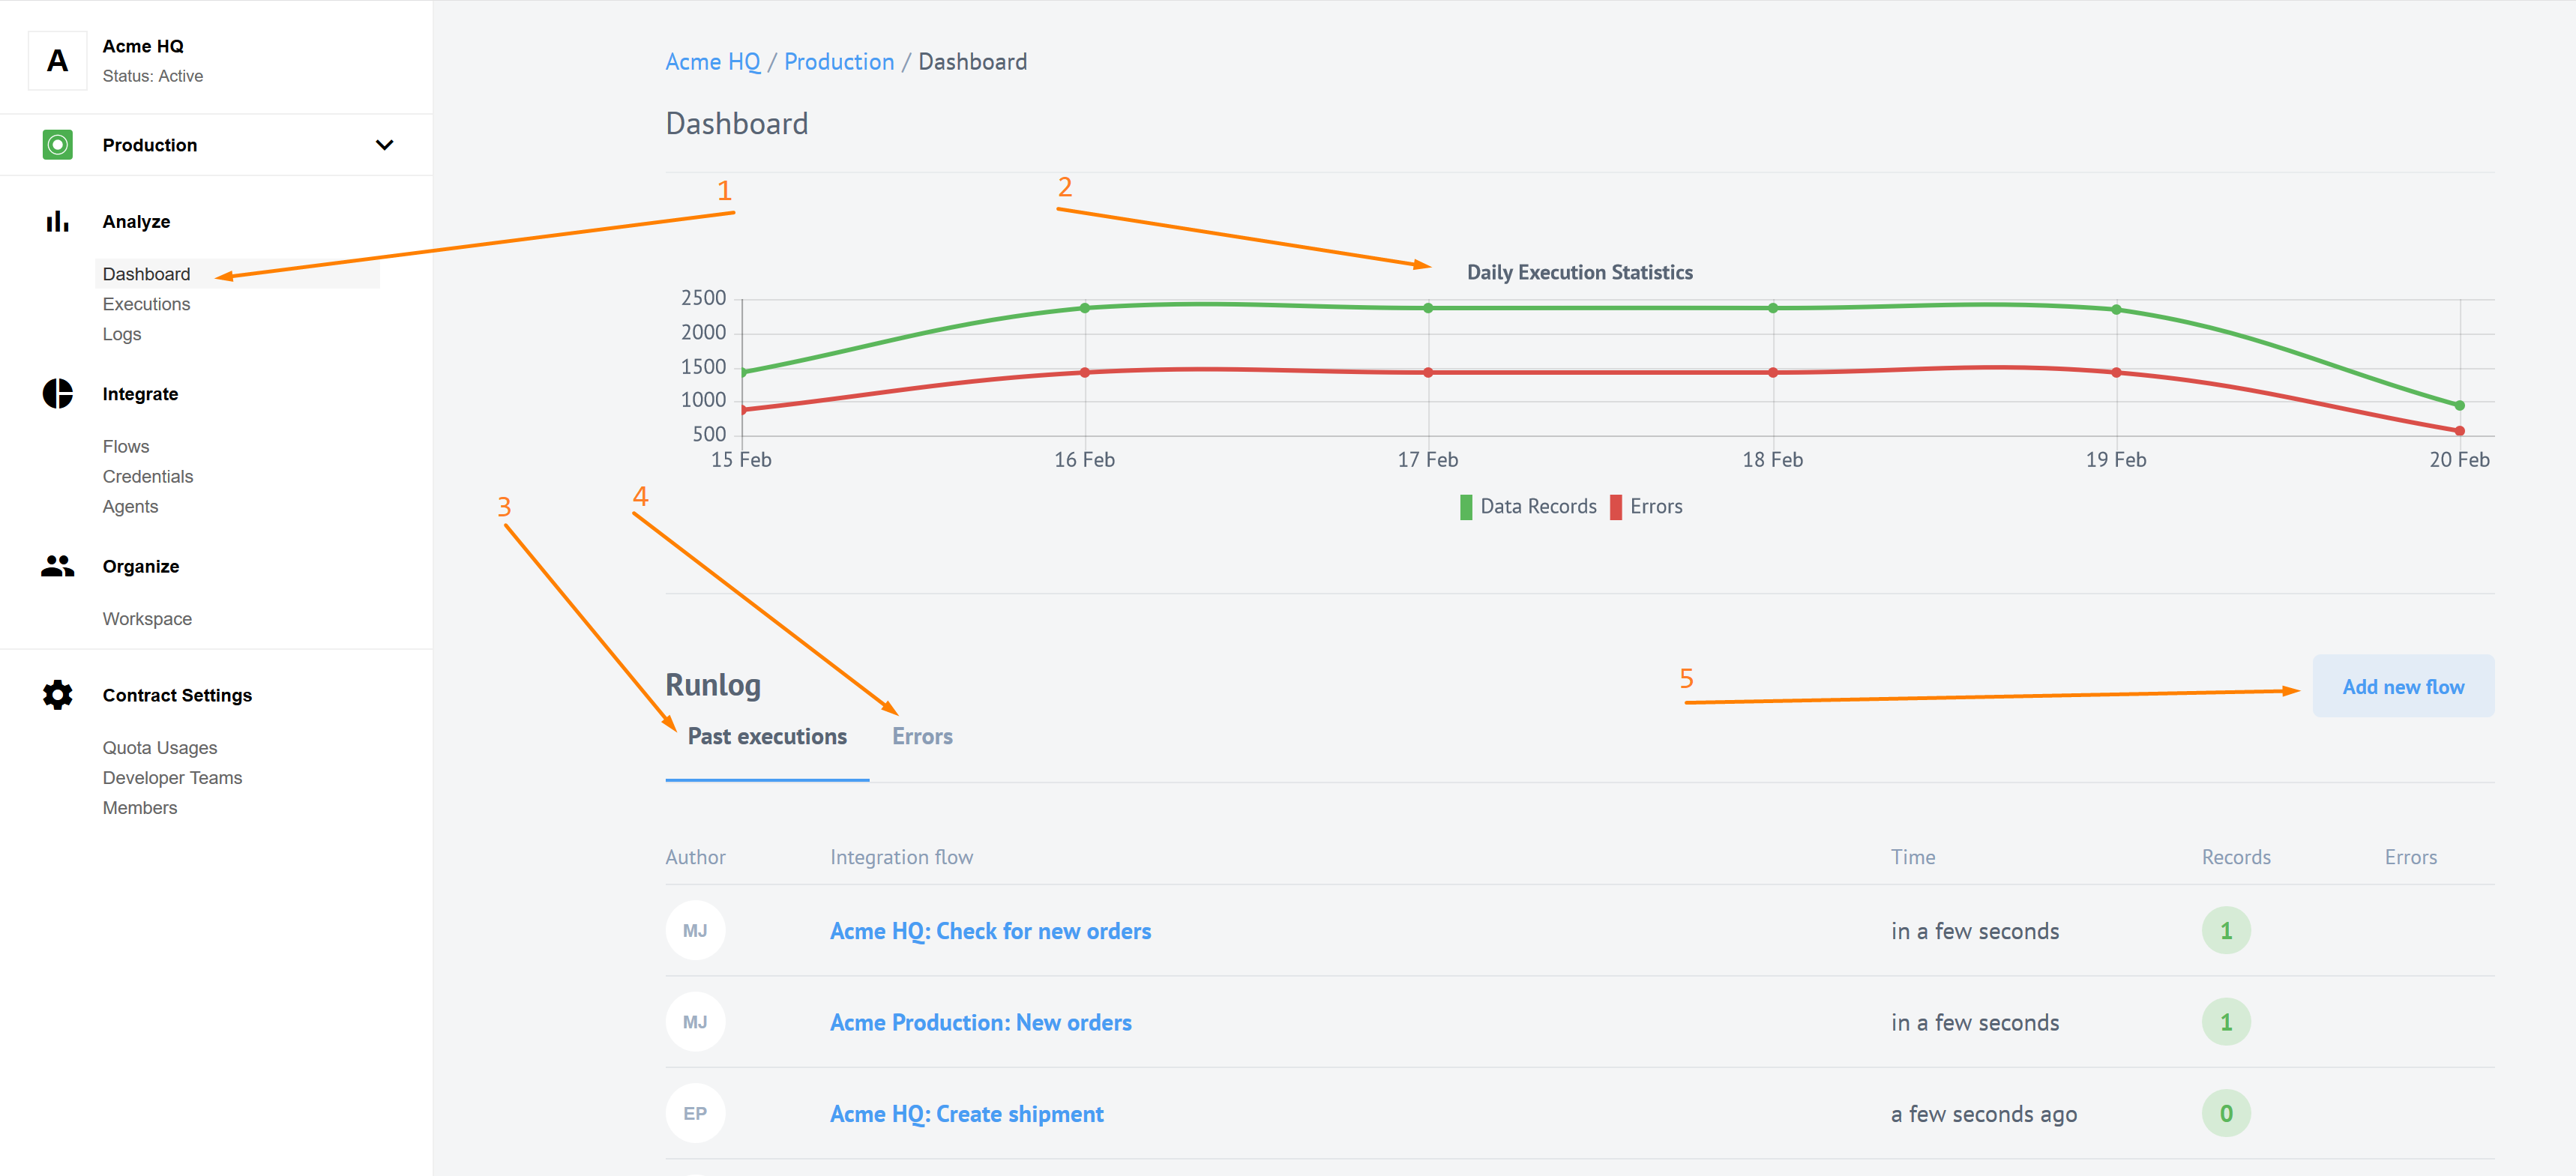 A
Acme HQ
Status: Active
Production
Analyze
Dashboard
Executions
Logs
Integrate
Flows
Credentials
Agents
Organize
Workspace
Contract Settings
Quota Usages
Developer Teams
Members
Acme HQ / Production / Dashboard
Dashboard
1
2
Daily Execution Statistics
2500
2000
1500
1000
500
15 Feb 16 Feb 17 Feb 18 Feb 19 Feb 20 Feb
Data Records Errors
3
4
5
Runlog
Add new flow
Past executions Errors
Author Integration flow Time Records Errors
MJ Acme HQ: Check for new orders in a few seconds 1
MJ Acme Production: New orders in a few seconds 1
EP Acme HQ: Create shipment a few seconds ago 0